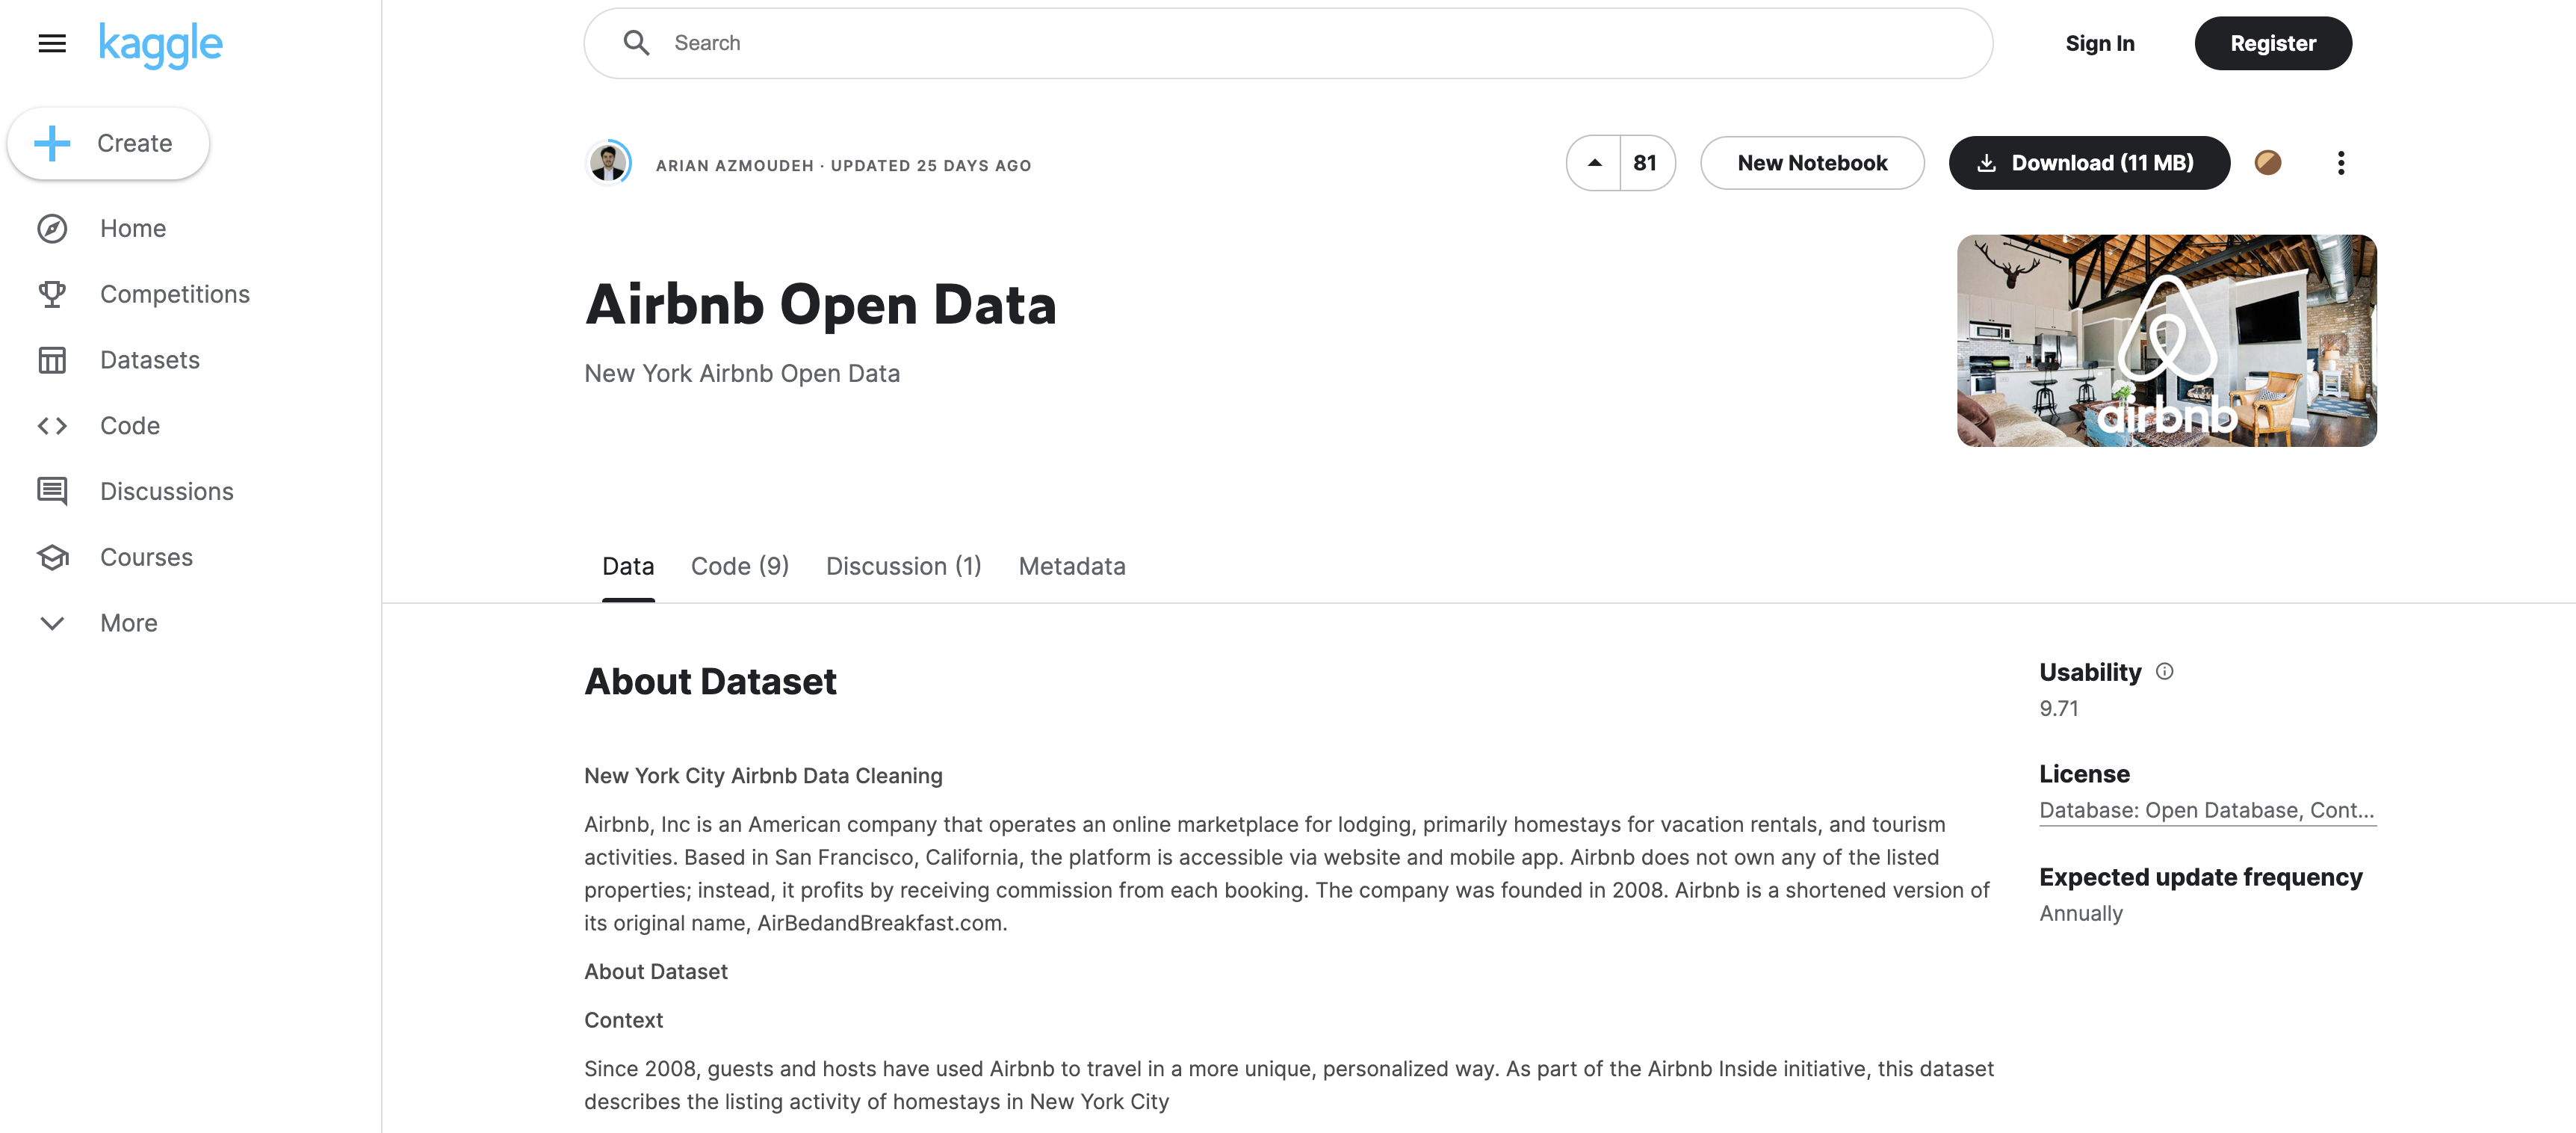 kaggle
Search
Sign In
Register
Create
Home
Competitions
Datasets
Code
Discussions
Courses
More
ARIAN AZMOUDEH · UPDATED 25 DAYS AGO
81
New Notebook
Download (11 MB)
Airbnb Open Data
New York Airbnb Open Data
airbnb
Data
Code (9)
Discussion (1)
Metadata
About Dataset
New York City Airbnb Data Cleaning
Airbnb, Inc is an American company that operates an online marketplace for lodging, primarily homestays for vacation rentals, and tourism
activities. Based in San Francisco, California, the platform is accessible via website and mobile app. Airbnb does not own any of the listed
properties; instead, it profits by receiving commission from each booking. The company was founded in 2008. Airbnb is a shortened version of
its original name, AirBedandBreakfast.com.
About Dataset
Context
Since 2008, guests and hosts have used Airbnb to travel in a more unique, personalized way. As part of the Airbnb Inside initiative, this dataset
describes the listing activity of homestays in New York City
Usability
9.71
License
Database: Open Database, Cont...
Expected update frequency
Annually